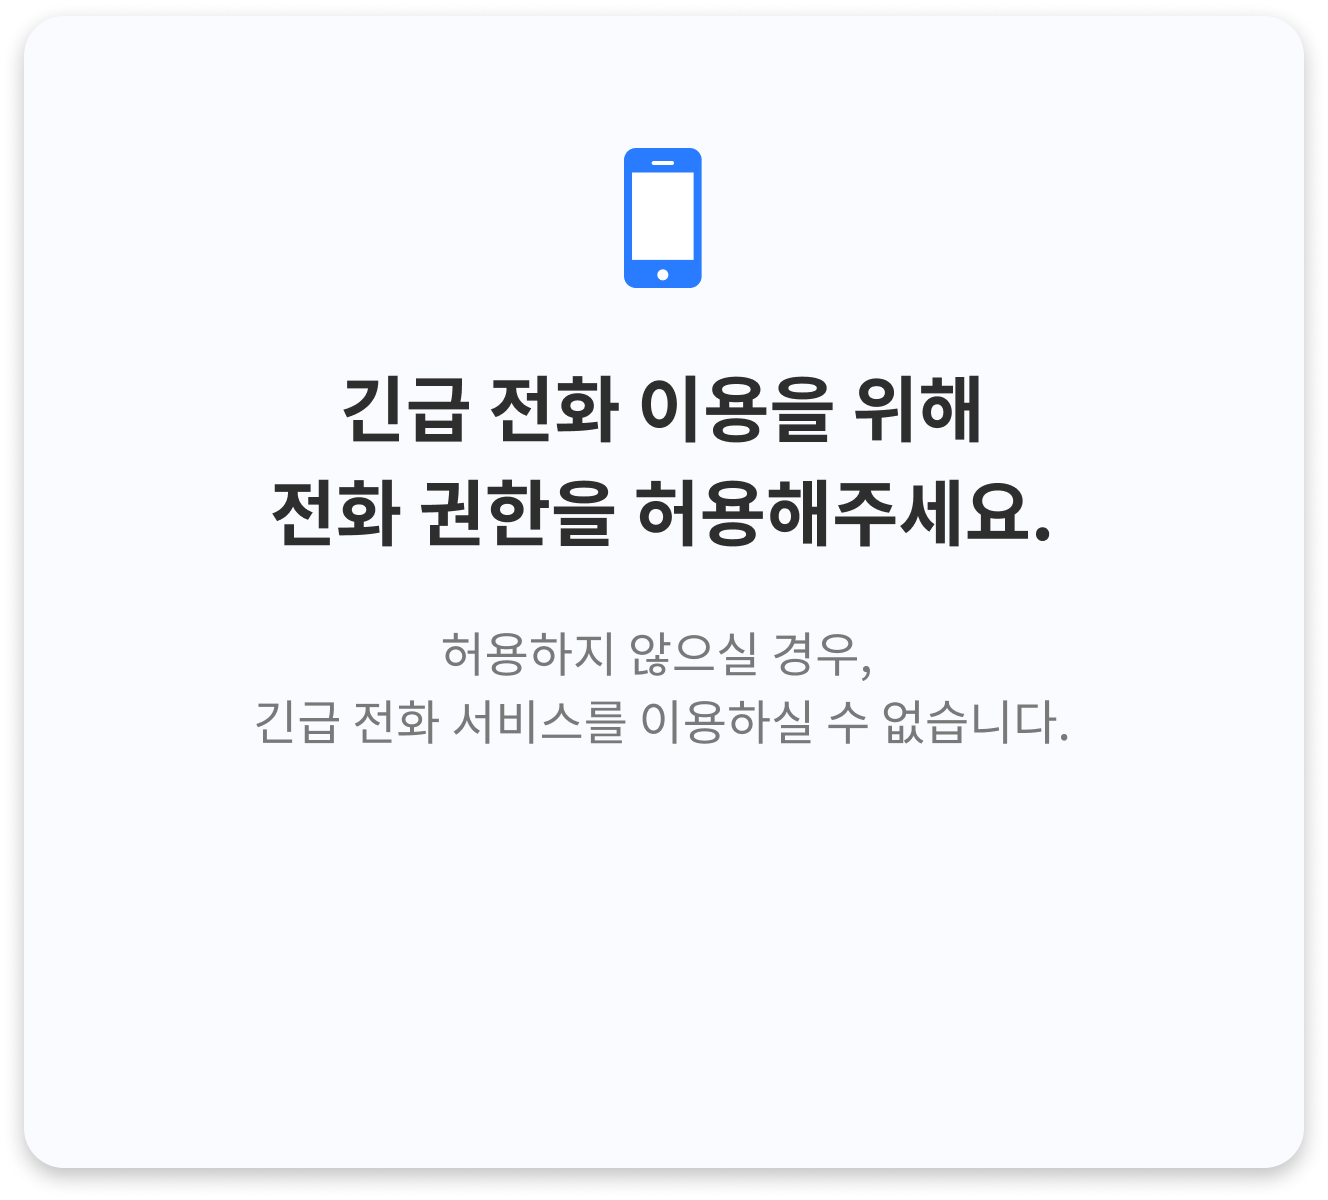 긴급 전화 이용을 위해
전화 권한을 허용해주세요.
허용하지 않으실 경우,
긴급 전화 서비스를 이용하실 수 없습니다.